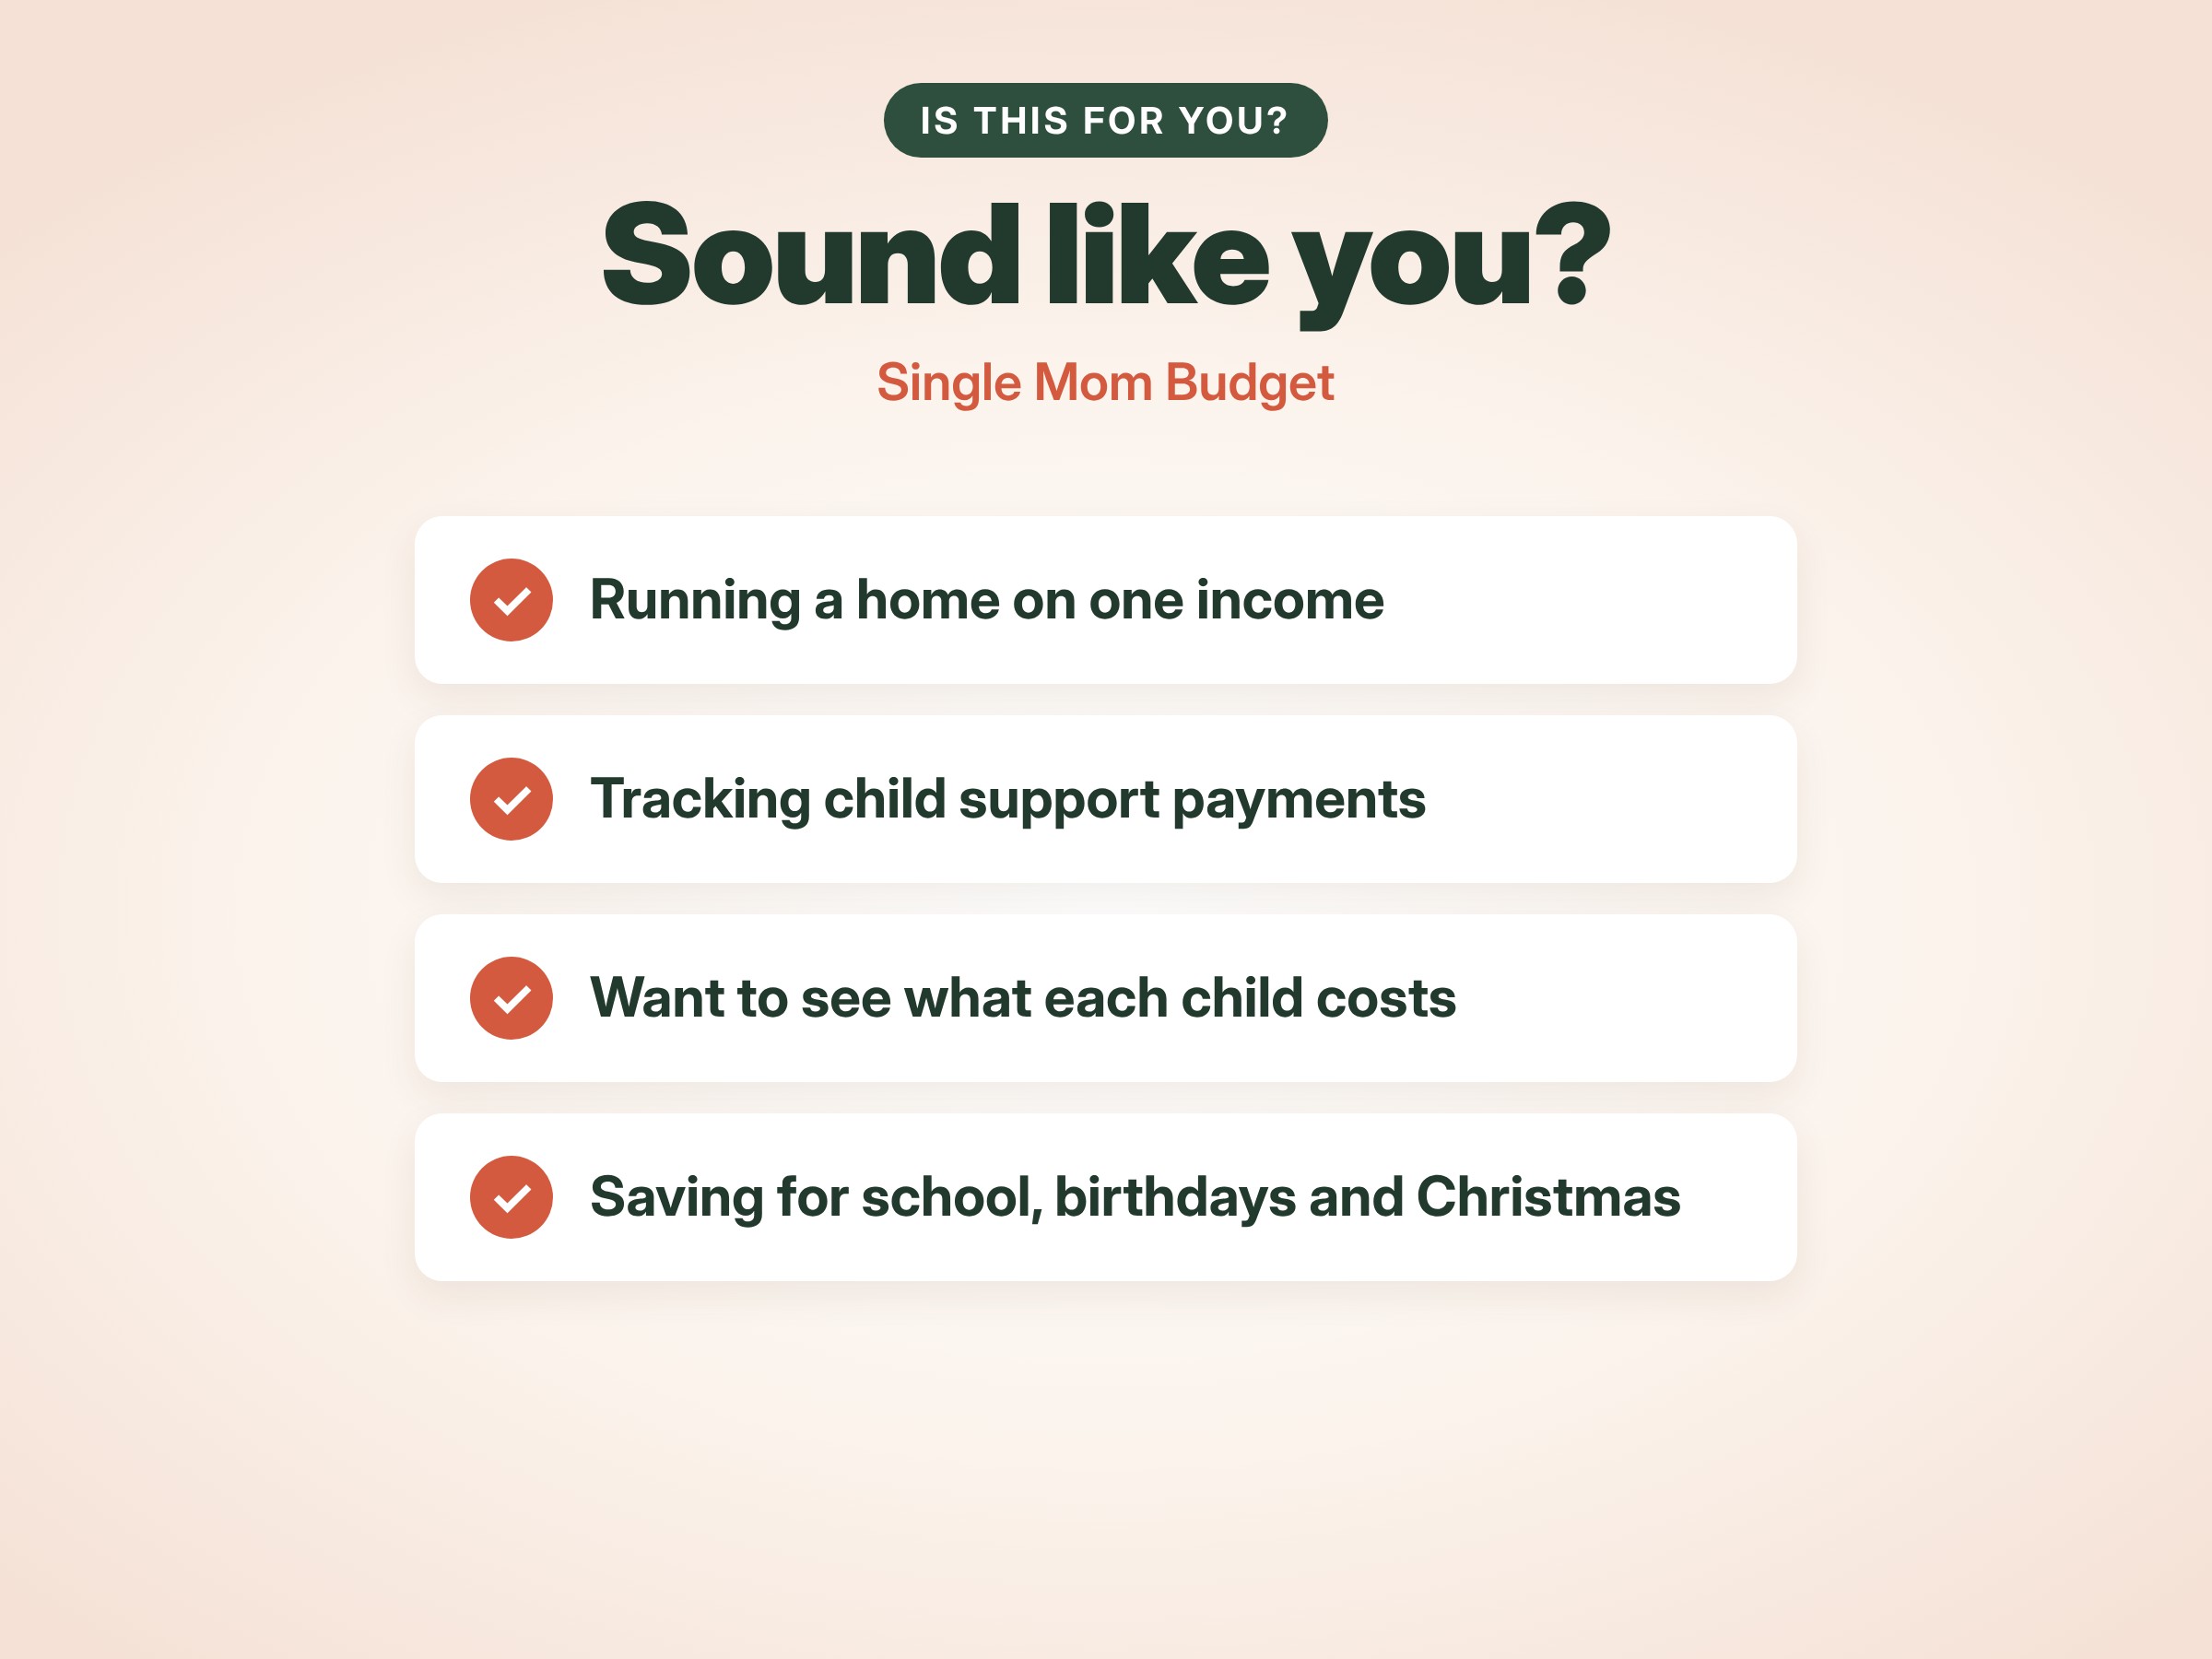 IS THIS FOR YOU?
Sound like you?
Single Mom Budget
Running a home on one income
Tracking child support payments
Want to see what each child costs
Saving for school, birthdays and Christmas